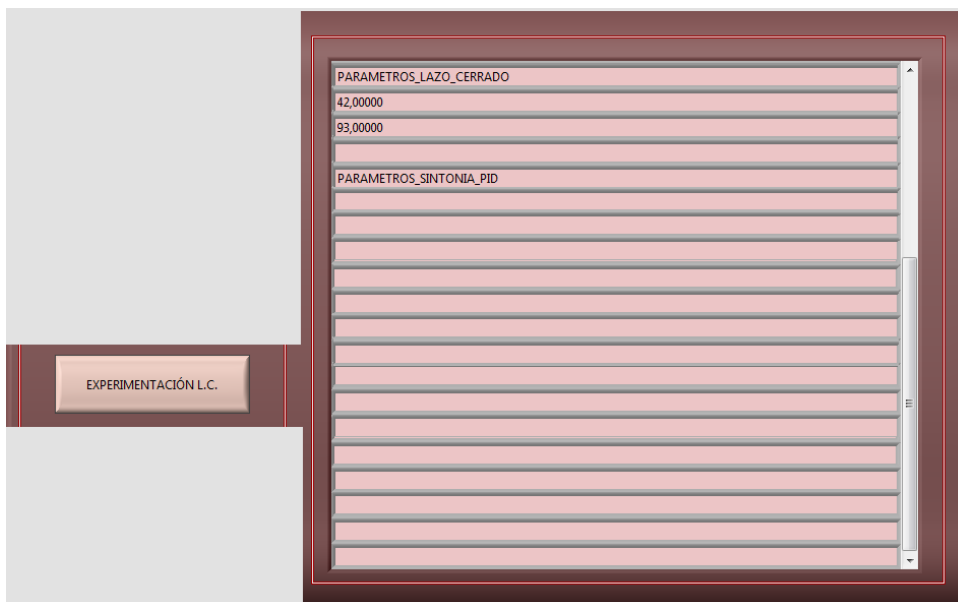 PARAMETROS_LAZO_CERRADO
42,00000
93,00000
PARAMETROS_SINTONIA_PID
EXPERIMENTACIÓN L.C.